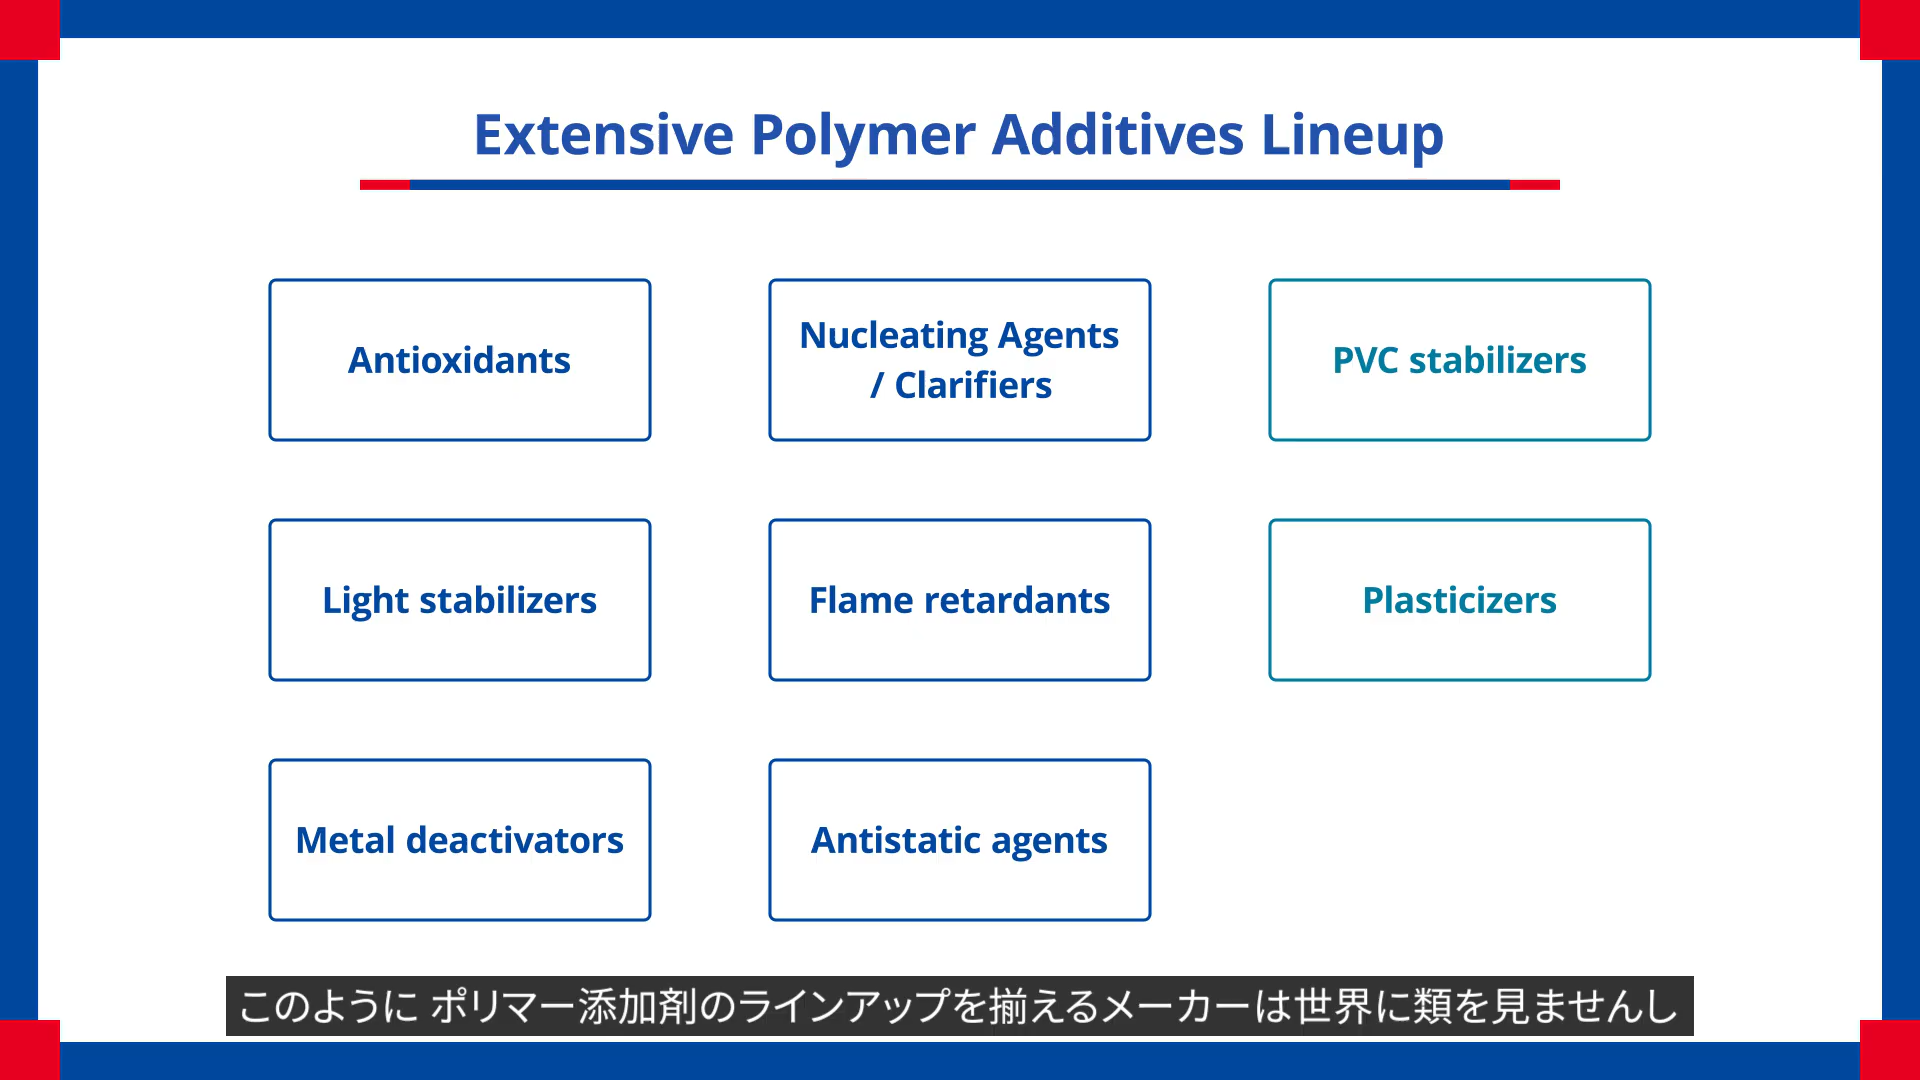 Extensive Polymer Additives Lineup
Antioxidants
Nucleating Agents
/ Clarifiers
PVC stabilizers
Light stabilizers
Flame retardants
Plasticizers
Metal deactivators
Antistatic agents
このように ポリマー添加剤のラインアップを揃えるメーカーは世界に類を見ませんし